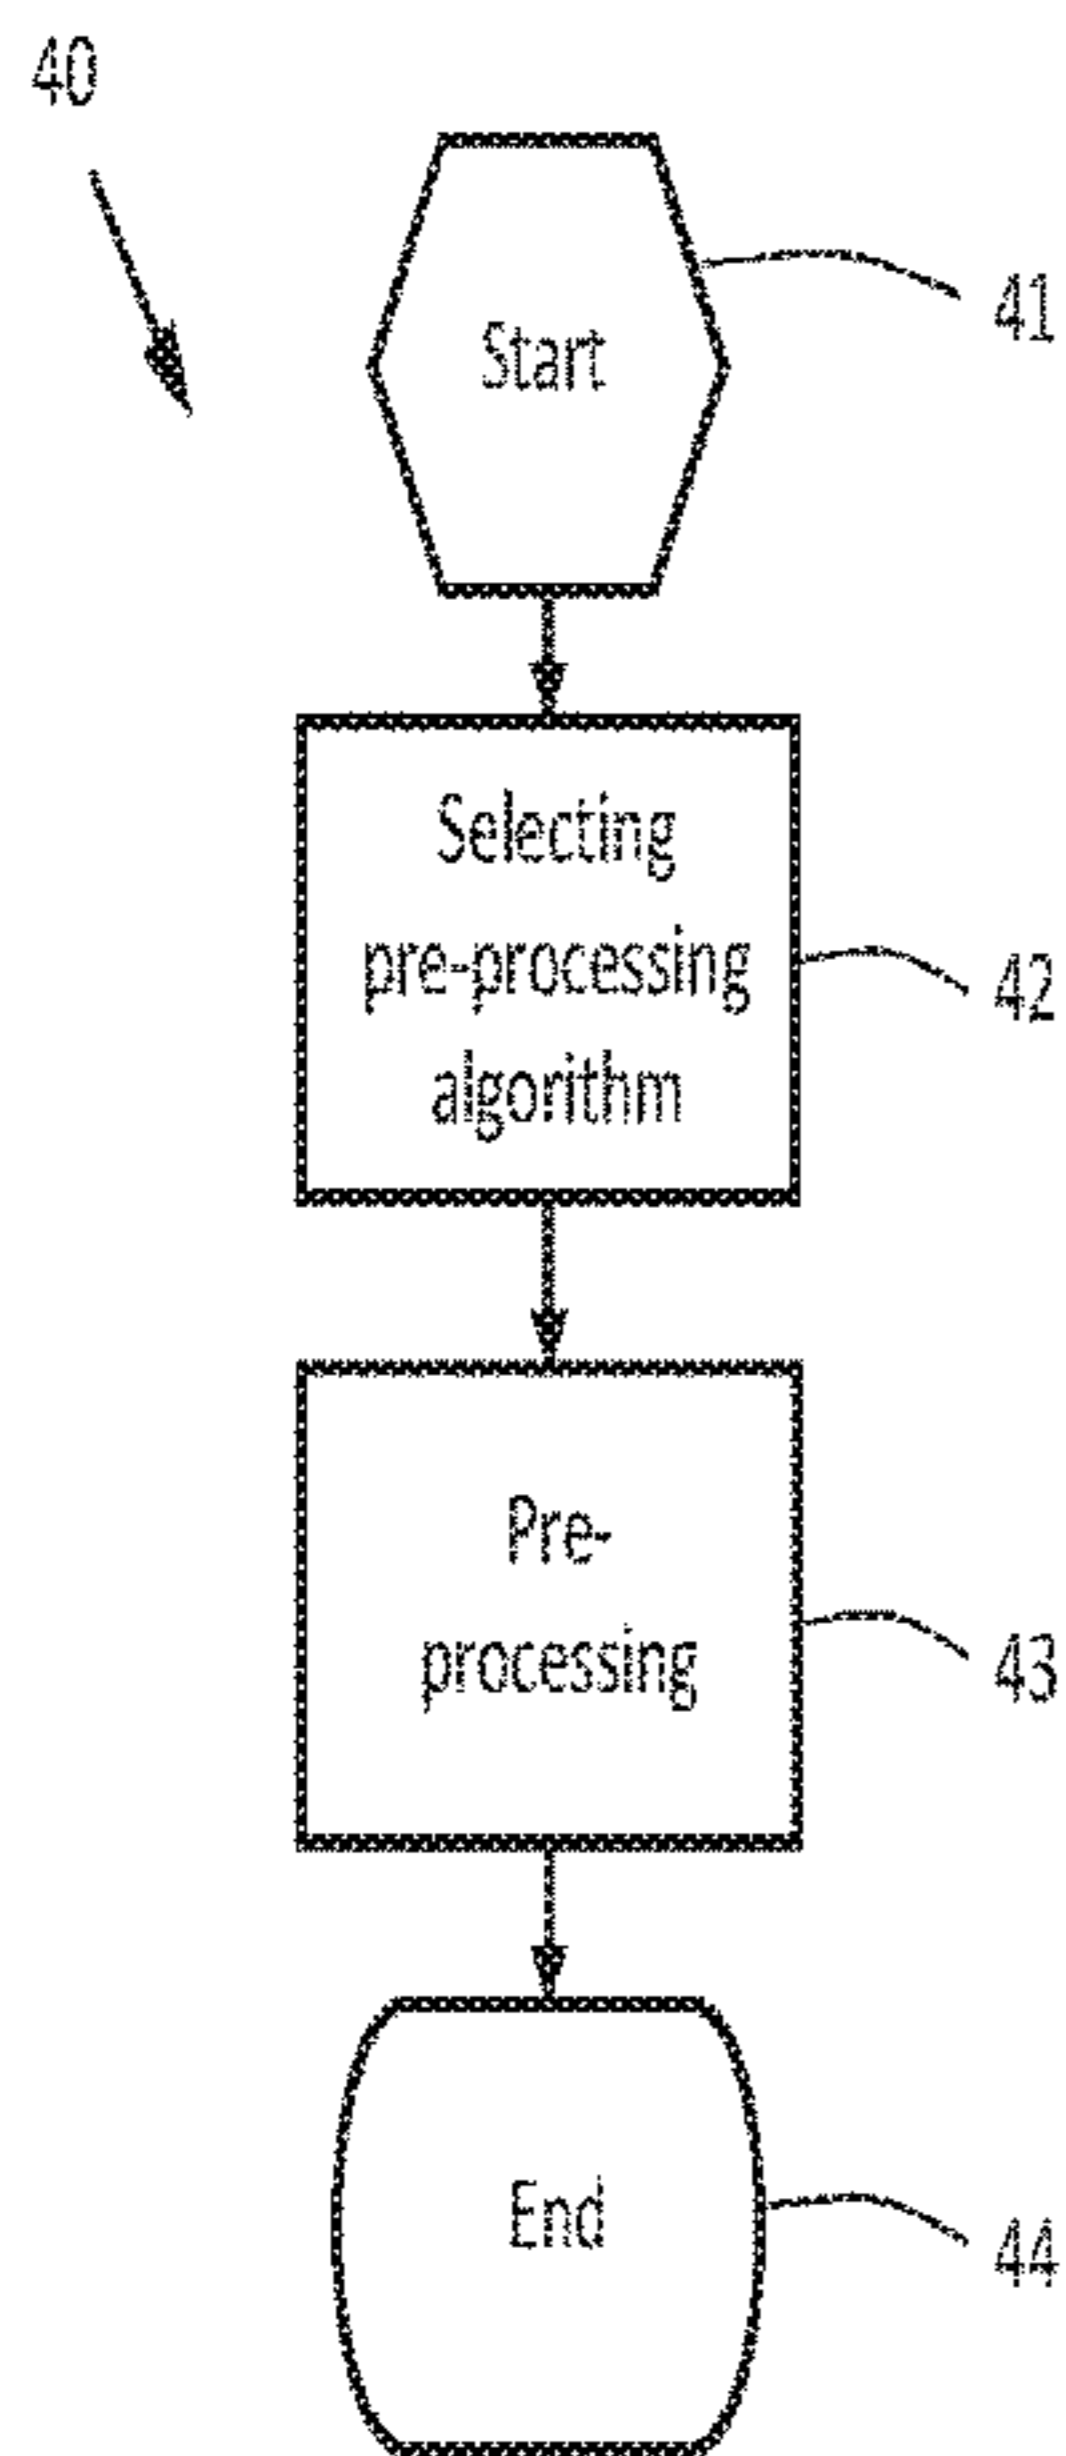 40
Start
41
Selecting
pre-processing
algorithm
42
Pre-
processing
43
End
44